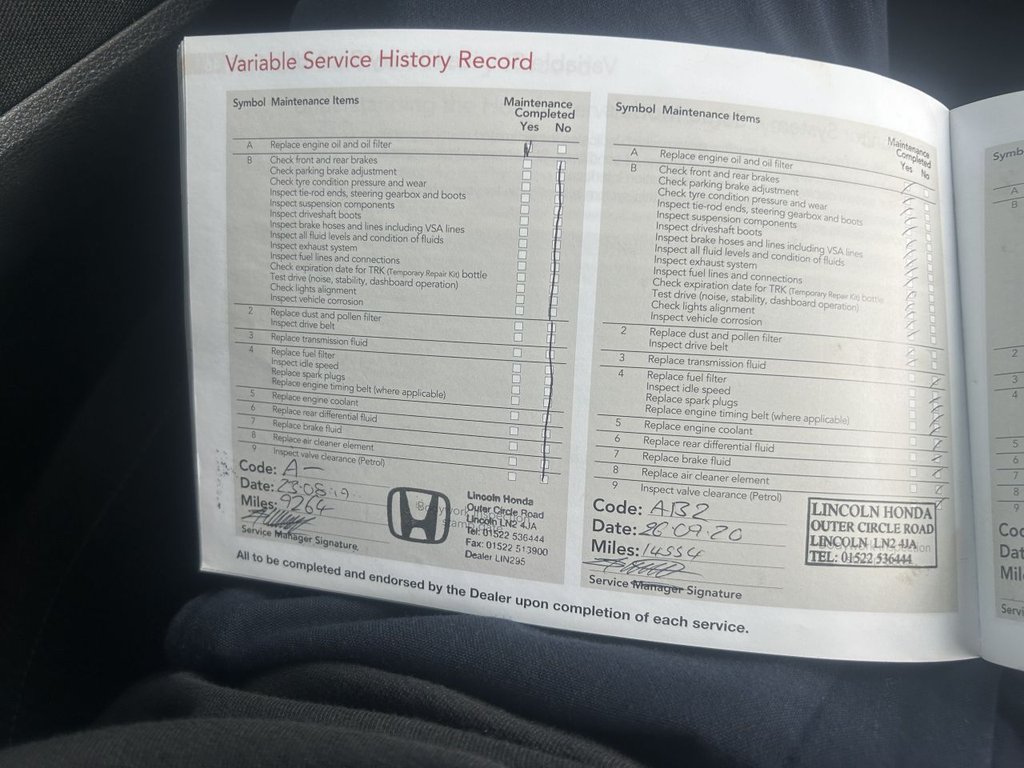 Variable Service History Record
Symbol Maintenance Items
Maintenance
Completed
Yes No
A Replace engine oil and oil filter
B Check front and rear brakes
Check parking brake adjustment
Check tyre condition pressure and wear
Inspect tie-rod ends, steering gearbox and boots
Inspect suspension components
Inspect driveshaft boots
Inspect brake hoses and lines including VSA lines
Inspect all fluid levels and condition of fluids
Inspect exhaust system
Inspect fuel lines and connections
Check expiration date for TRK (Temporary Repair Kit) bottle
Test drive (noise, stability, dashboard operation)
Check lights alignment
Inspect vehicle corrosion
2 Replace dust and pollen filter
Inspect drive belt
3 Replace transmission fluid
4 Replace fuel filter
Inspect idle speed
Replace spark plugs
Replace engine timing belt (where applicable)
5 Replace engine coolant
6 Replace rear differential fluid
7 Replace brake fluid
8 Replace air cleaner element
9 Inspect valve clearance (Petrol)
Code: A-
Date: 23·08·19
Miles: 9264
Service Manager Signature.
Lincoln Honda
Outer Circle Road
Lincoln LN2 4JA
Tel: 01522 536444
Fax: 01522 513900
Dealer LIN295
Symbol Maintenance Items
Maintenance
Completed
Yes No
A Replace engine oil and oil filter
B Check front and rear brakes
Check parking brake adjustment
Check tyre condition pressure and wear
Inspect tie-rod ends, steering gearbox and boots
Inspect suspension components
Inspect driveshaft boots
Inspect brake hoses and lines including VSA lines
Inspect all fluid levels and condition of fluids
Inspect exhaust system
Inspect fuel lines and connections
Check expiration date for TRK (Temporary Repair Kit) bottle
Test drive (noise, stability, dashboard operation)
Check lights alignment
Inspect vehicle corrosion
2 Replace dust and pollen filter
Inspect drive belt
3 Replace transmission fluid
4 Replace fuel filter
Inspect idle speed
Replace spark plugs
Replace engine timing belt (where applicable)
5 Replace engine coolant
6 Replace rear differential fluid
7 Replace brake fluid
8 Replace air cleaner element
9 Inspect valve clearance (Petrol)
Code: AB2
Date: 26·09·20
Miles: 14554
Service Manager Signature
LINCOLN HONDA
OUTER CIRCLE ROAD
LINCOLN LN2 4JA
TEL: 01522 536444
All to be completed and endorsed by the Dealer upon completion of each service.
A
B
2
3
4
5
6
7
8
9